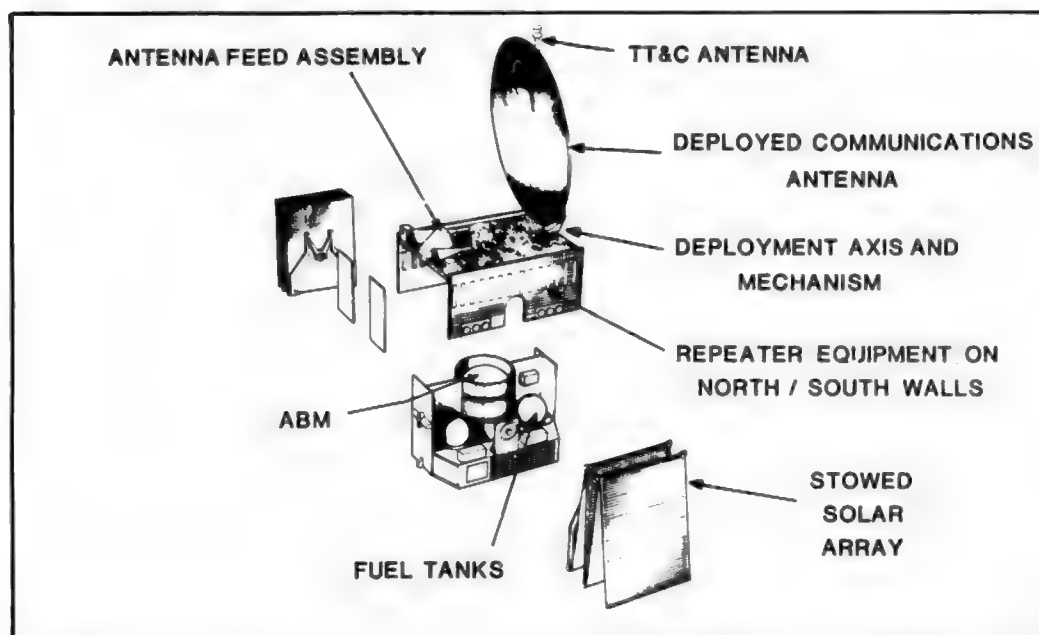 ANTENNA FEED ASSEMBLY
TT&C ANTENNA
DEPLOYED COMMUNICATIONS
ANTENNA
DEPLOYMENT AXIS AND
MECHANISM
REPEATER EQUIPMENT ON
NORTH / SOUTH WALLS
ABM
STOWED
SOLAR
ARRAY
FUEL TANKS